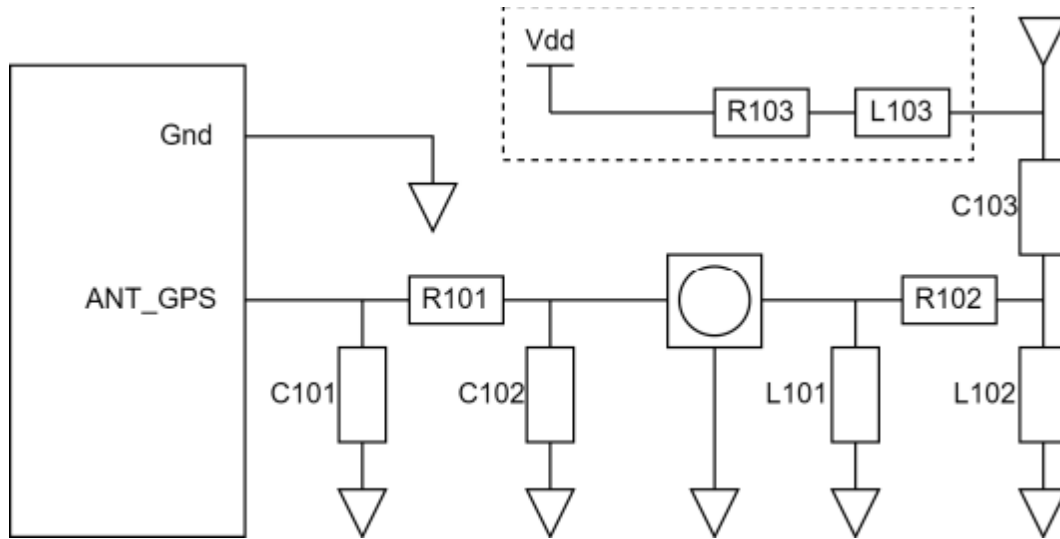 Vdd
R103
L103
Gnd
C103
ANT_GPS
R101
R102
C101
C102
L101
L102